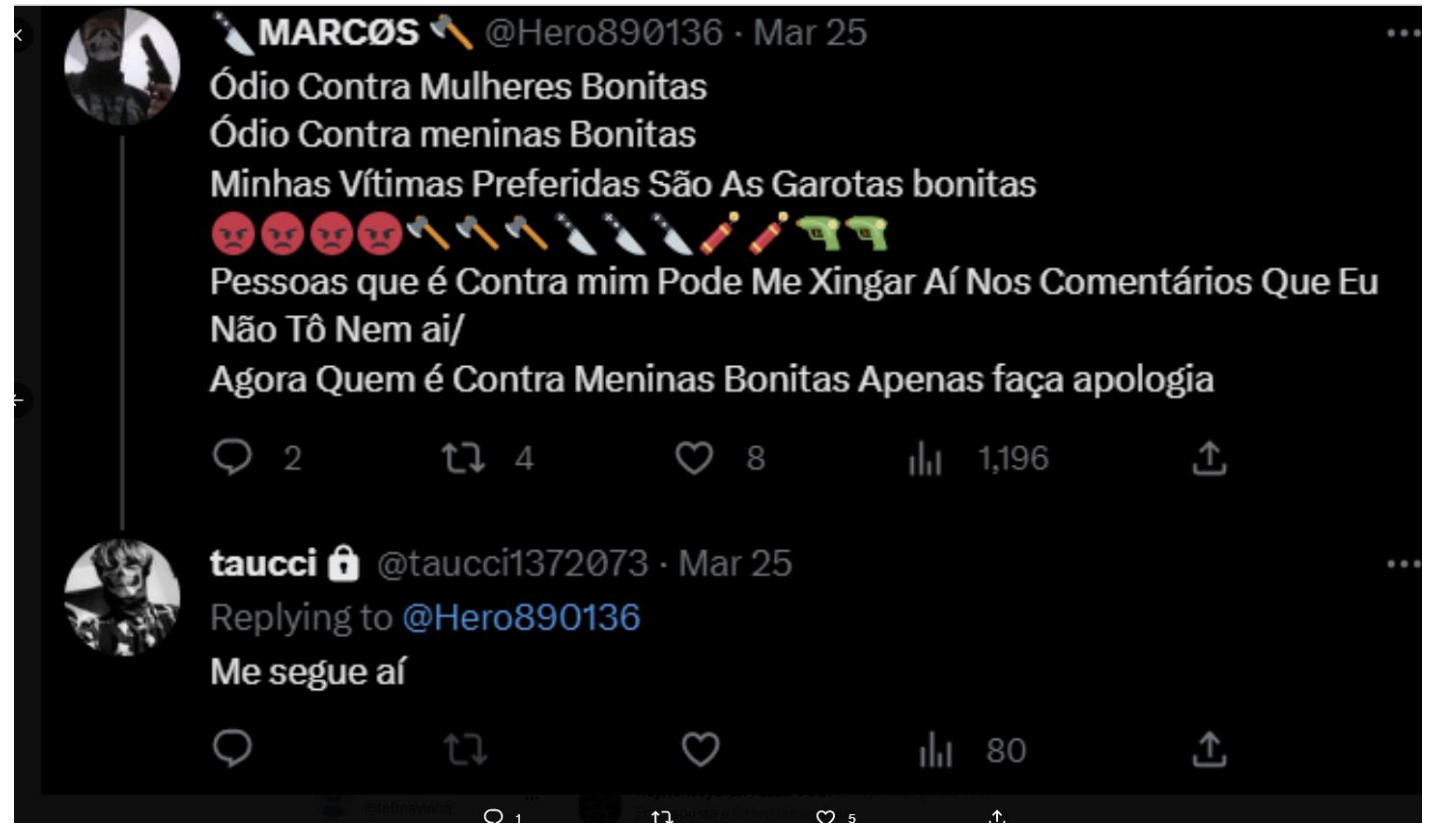 MARCØS @Hero890136 · Mar 25
Ódio Contra Mulheres Bonitas
Ódio Contra meninas Bonitas
Minhas Vítimas Preferidas São As Garotas bonitas
Pessoas que é Contra mim Pode Me Xingar Aí Nos Comentários Que Eu
Não Tô Nem ai/
Agora Quem é Contra Meninas Bonitas Apenas faça apologia
2 4 8 1,196
taucci @taucci1372073 · Mar 25
Replying to @Hero890136
Me segue aí
80
1 5